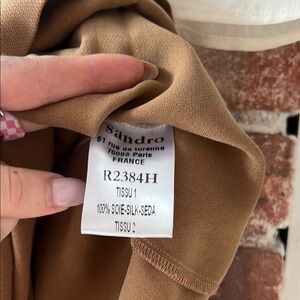 sandro
61 rue de Turenne
75003 Paris
FRANCE
R2384H
TISSU 1
100% SOIE-SILK-SEDA
TISSU 2